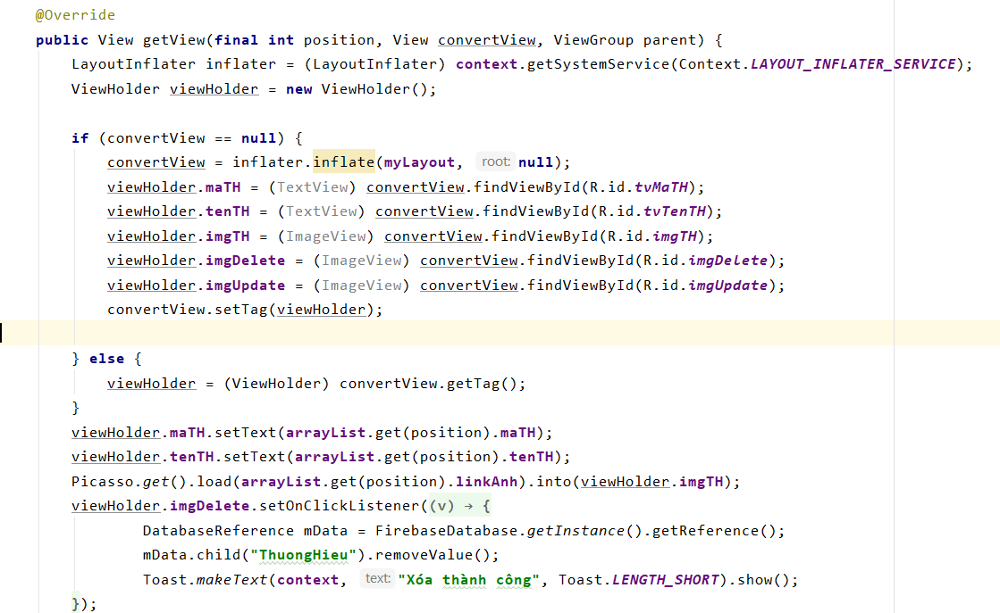 @Override
public View getView(final int position, View convertView, ViewGroup parent) {
LayoutInflater inflater = (LayoutInflater) context.getSystemService(Context.LAYOUT_INFLATER_SERVICE);
ViewHolder viewHolder = new ViewHolder();
if (convertView == null) {
convertView = inflater.inflate(myLayout, root: null);
viewHolder.maTH = (TextView) convertView.findViewById(R.id.tvMaTH);
viewHolder.tenTH = (TextView) convertView.findViewById(R.id.tvTenTH);
viewHolder.imgTH = (ImageView) convertView.findViewById(R.id.imgTH);
viewHolder.imgDelete = (ImageView) convertView.findViewById(R.id.imgDelete);
viewHolder.imgUpdate = (ImageView) convertView.findViewById(R.id.imgUpdate);
convertView.setTag(viewHolder);
} else {
viewHolder = (ViewHolder) convertView.getTag();
}
viewHolder.maTH.setText(arrayList.get(position).maTH);
viewHolder.tenTH.setText(arrayList.get(position).tenTH);
Picasso.get().load(arrayList.get(position).linkAnh).into(viewHolder.imgTH);
viewHolder.imgDelete.setOnClickListener((v) → {
DatabaseReference mData = FirebaseDatabase.getInstance().getReference();
mData.child("ThuongHieu").removeValue();
Toast.makeText(context, text: "Xóa thành công", Toast.LENGTH_SHORT).show();
});